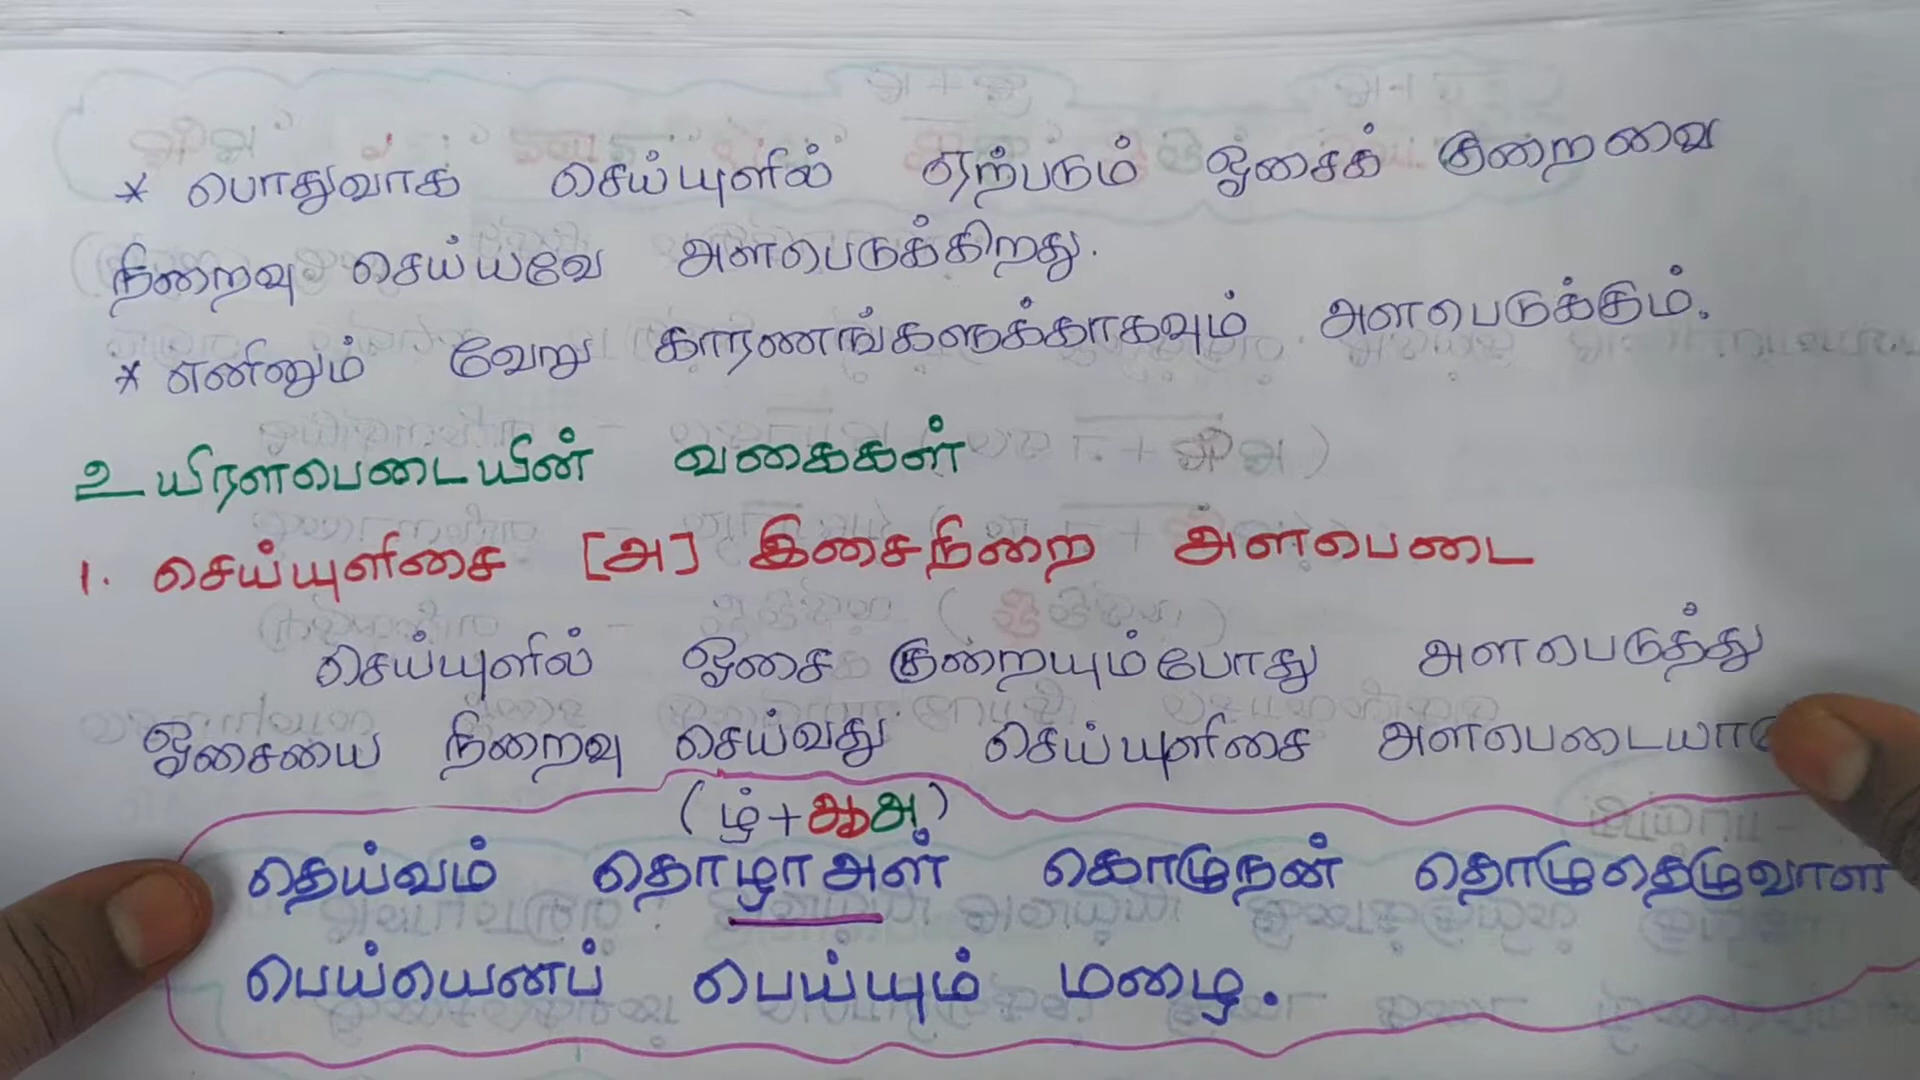 * பொதுவாக செய்யுளில் ஏற்படும் ஓசைக் குறைவை
நிறைவு செய்யவே அளபெடுக்கிறது.
* எனினும் வேறு காரணங்களுக்காகவும் அளபெடுக்கும்.
உயிரளபெடையின் வகைகள்
1. செய்யுளிசை [அ] இசைநிறை அளபெடை
செய்யுளில் ஓசை குறையும்போது அளபெடுத்து
ஓசையை நிறைவு செய்வது செய்யுளிசை
(ழ்+ஆஅ)
தெய்வம் தொழாஅள் கொழுநன் தொழுதெழுவாள்
பெய்யெனப் பெய்யும் மழை.